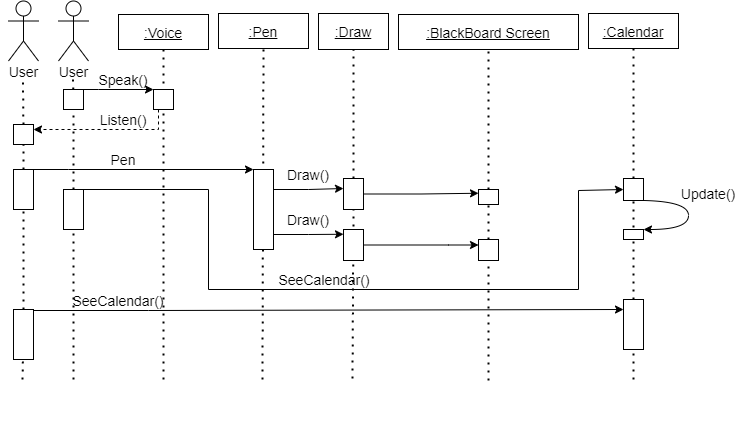 User
User
:Voice
:Pen
:Draw
:BlackBoard Screen
:Calendar
Speak()
Listen()
Pen
Draw()
Update()
Draw()
SeeCalendar()
SeeCalendar()